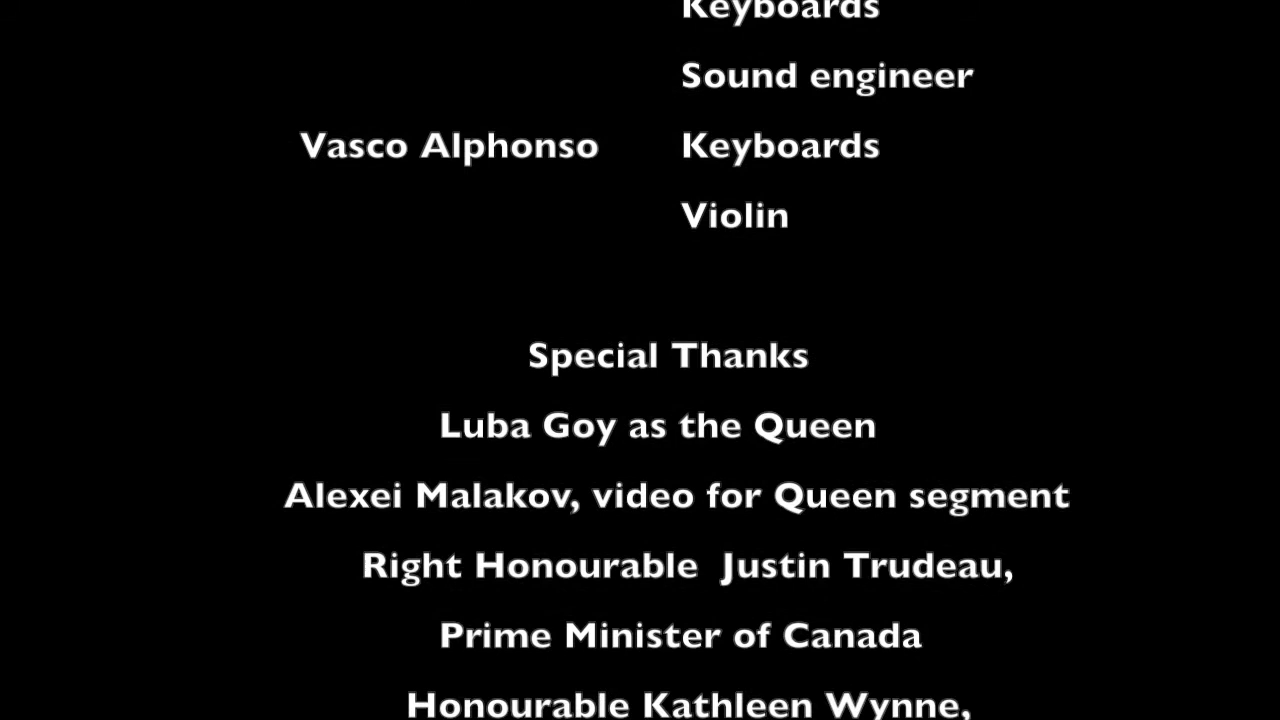 Keyboards
Sound engineer
Vasco Alphonso Keyboards
Violin
Special Thanks
Luba Goy as the Queen
Alexei Malakov, video for Queen segment
Right Honourable Justin Trudeau,
Prime Minister of Canada
Honourable Kathleen Wynne,